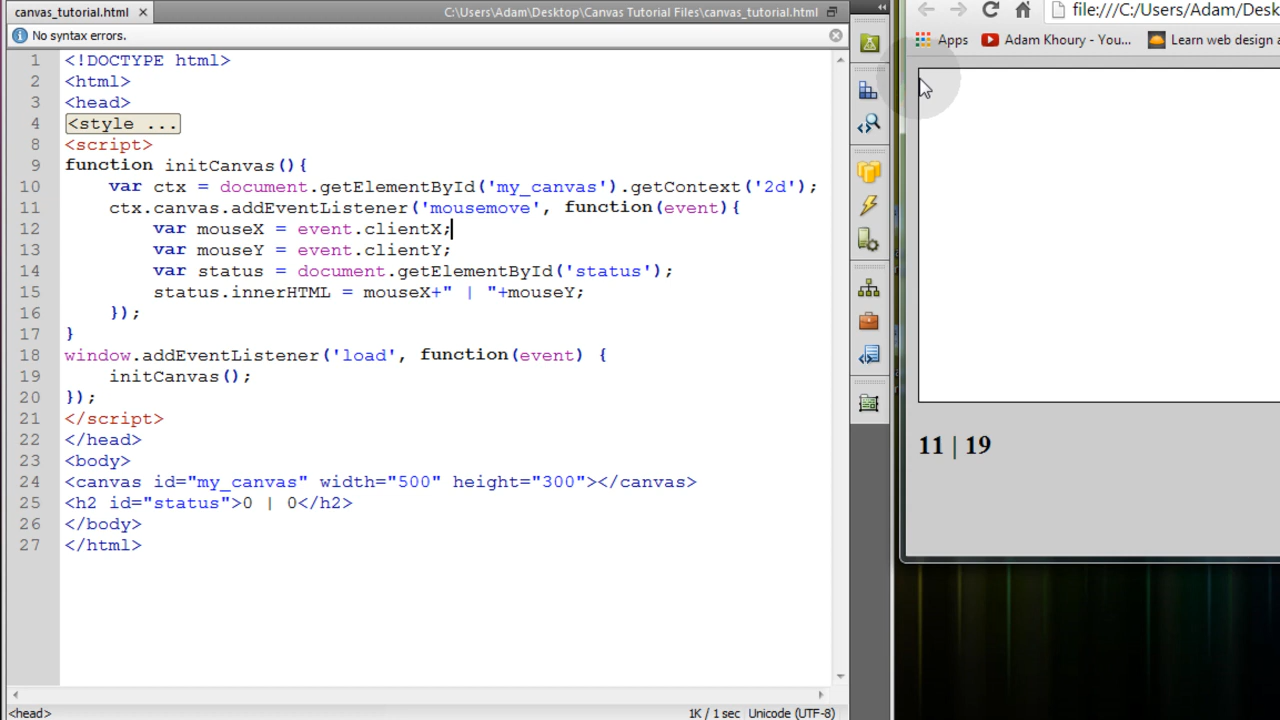 canvas_tutorial.html
C:\Users\Adam\Desktop\Canvas Tutorial Files\canvas_tutorial.html
No syntax errors.
1 <!DOCTYPE html>
2 <html>
3 <head>
4 <style ...
8 <script>
9 function initCanvas(){
10 var ctx = document.getElementById('my_canvas').getContext('2d');
11 ctx.canvas.addEventListener('mousemove', function(event){
12 var mouseX = event.clientX;
13 var mouseY = event.clientY;
14 var status = document.getElementById('status');
15 status.innerHTML = mouseX+" | "+mouseY;
16 });
17 }
18 window.addEventListener('load', function(event) {
19 initCanvas();
20 });
21 </script>
22 </head>
23 <body>
24 <canvas id="my_canvas" width="500" height="300"></canvas>
25 <h2 id="status">0 | 0</h2>
26 </body>
27 </html>
<head>
1K / 1 sec Unicode (UTF-8)
file:///C:/Users/Adam/Desk
Apps Adam Khoury - You... Learn web design a
11 | 19